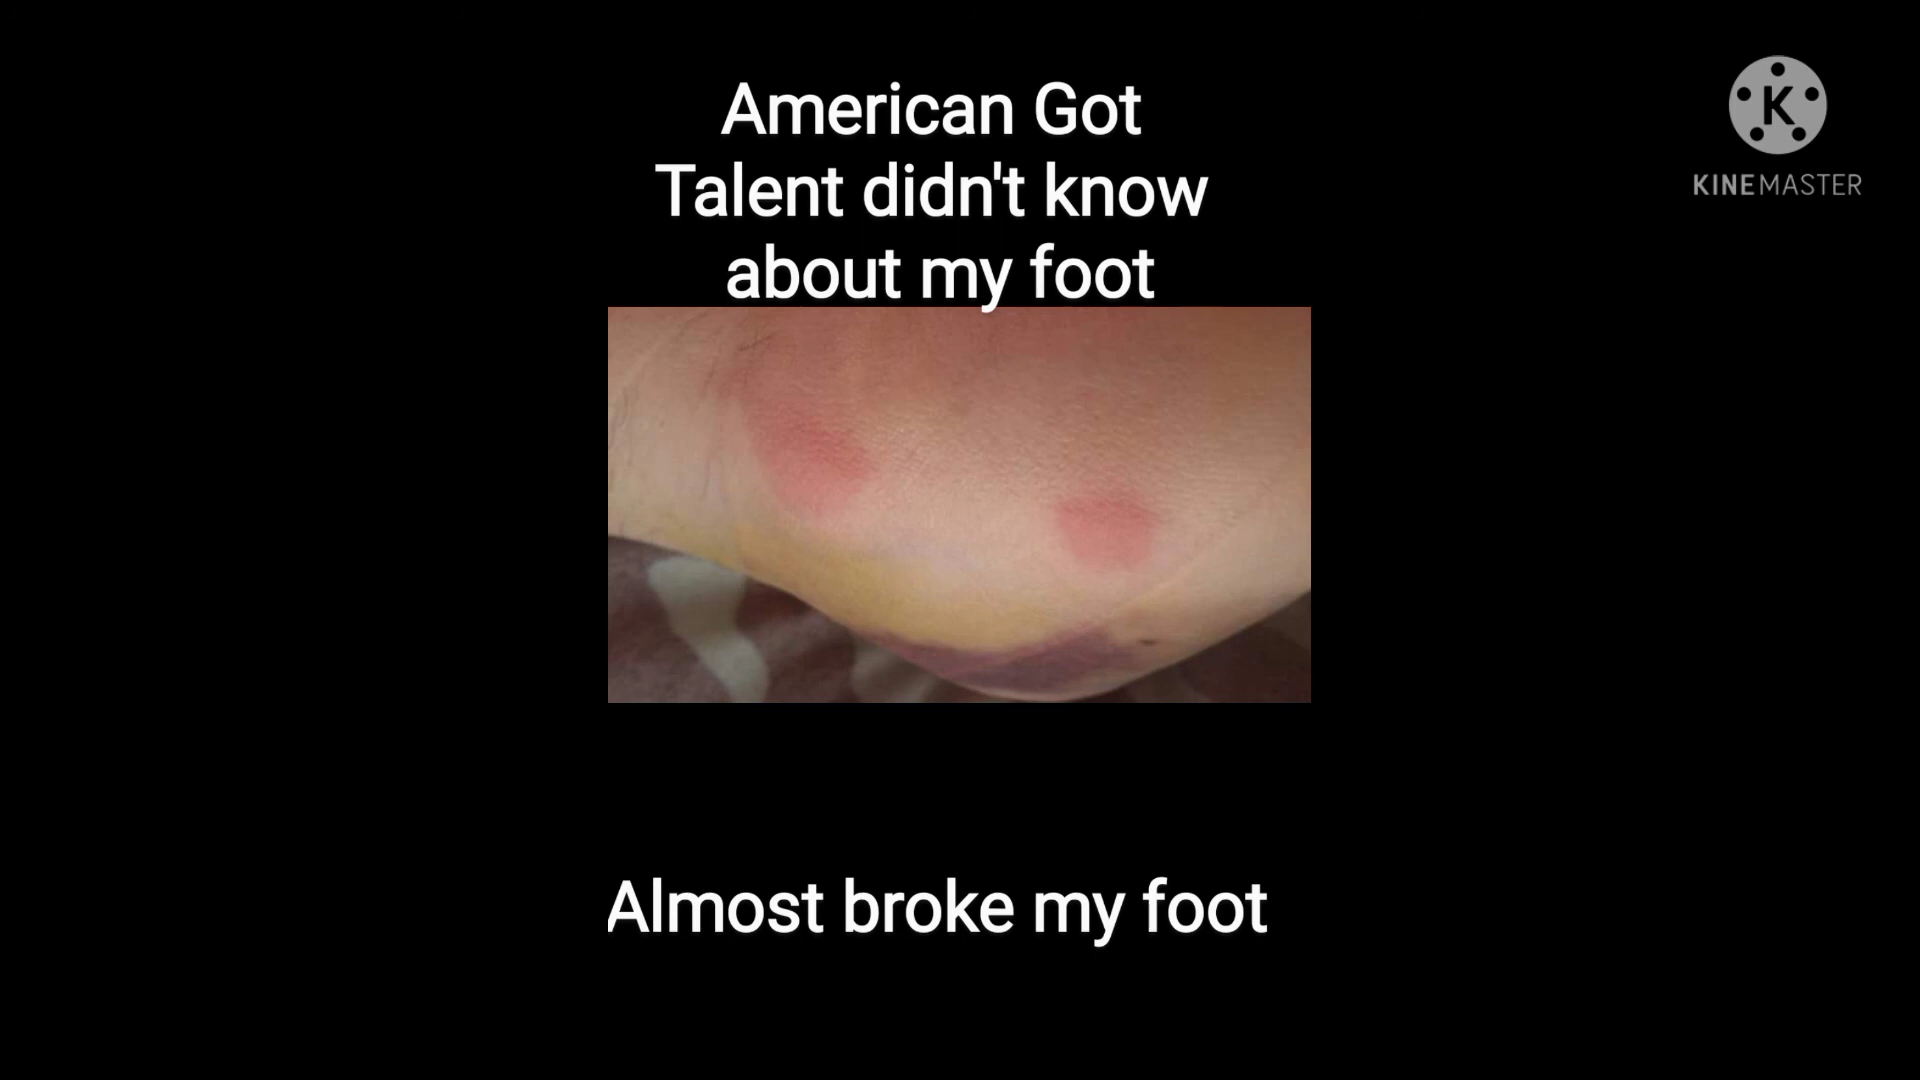 American Got
Talent didn't know
about my foot
K
KINEMASTER
Almost broke my foot